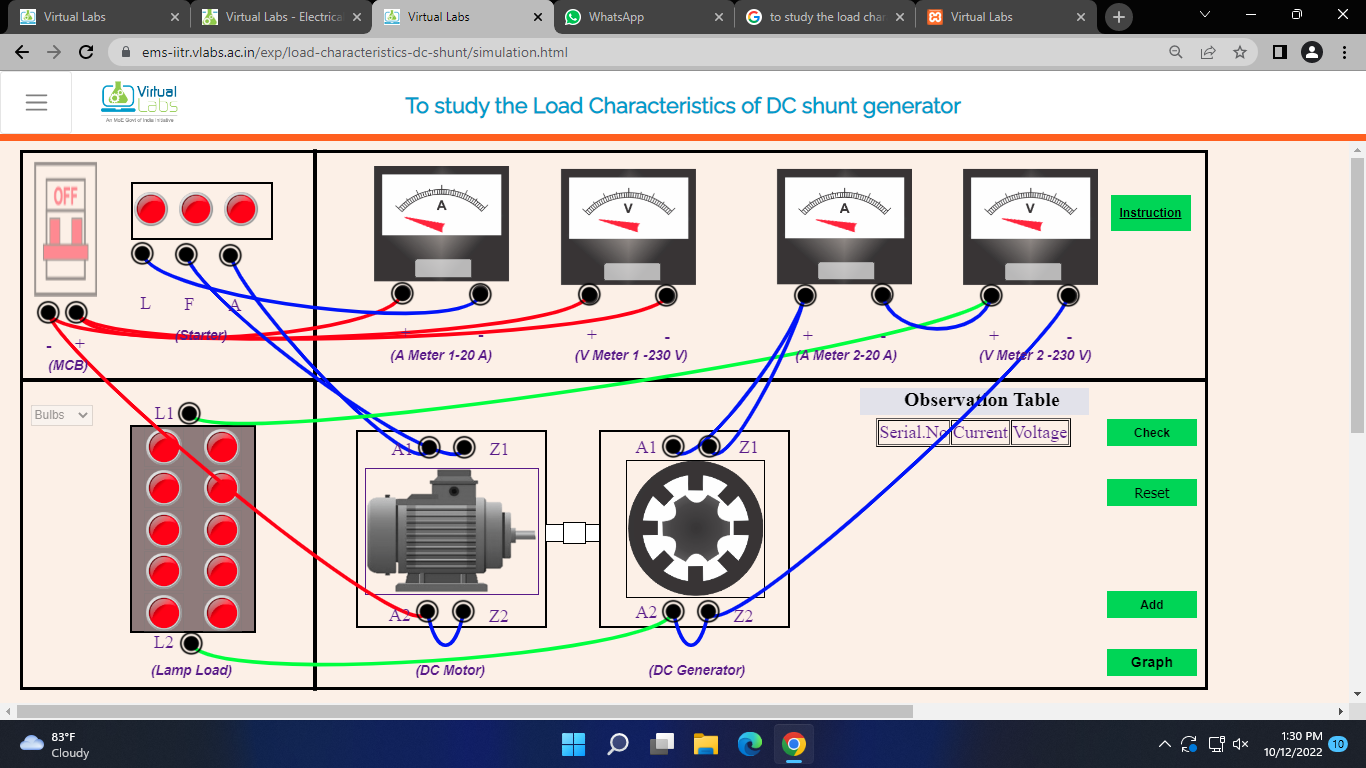 Virtual Labs
Virtual Labs - Electrica
Virtual Labs
WhatsApp
to study the load char
Virtual Labs
ems-iitr.vlabs.ac.in/exp/load-characteristics-dc-shunt/simulation.html
Virtual
Labs
An MoE Govt of India Initiative
To study the Load Characteristics of DC shunt generator
OFF
A
V
A
V
Instruction
L F A
(Starter)
- +
(MCB)
+ -
(A Meter 1-20 A)
+ -
(V Meter 1 -230 V)
+ -
(A Meter 2-20 A)
+ -
(V Meter 2 -230 V)
Bulbs
L1
L2
(Lamp Load)
A1 Z1
A2 Z2
(DC Motor)
A1 Z1
A2 Z2
(DC Generator)
Observation Table
Serial.No Current Voltage
Check
Reset
Add
Graph
83°F
Cloudy
1:30 PM
10/12/2022
10